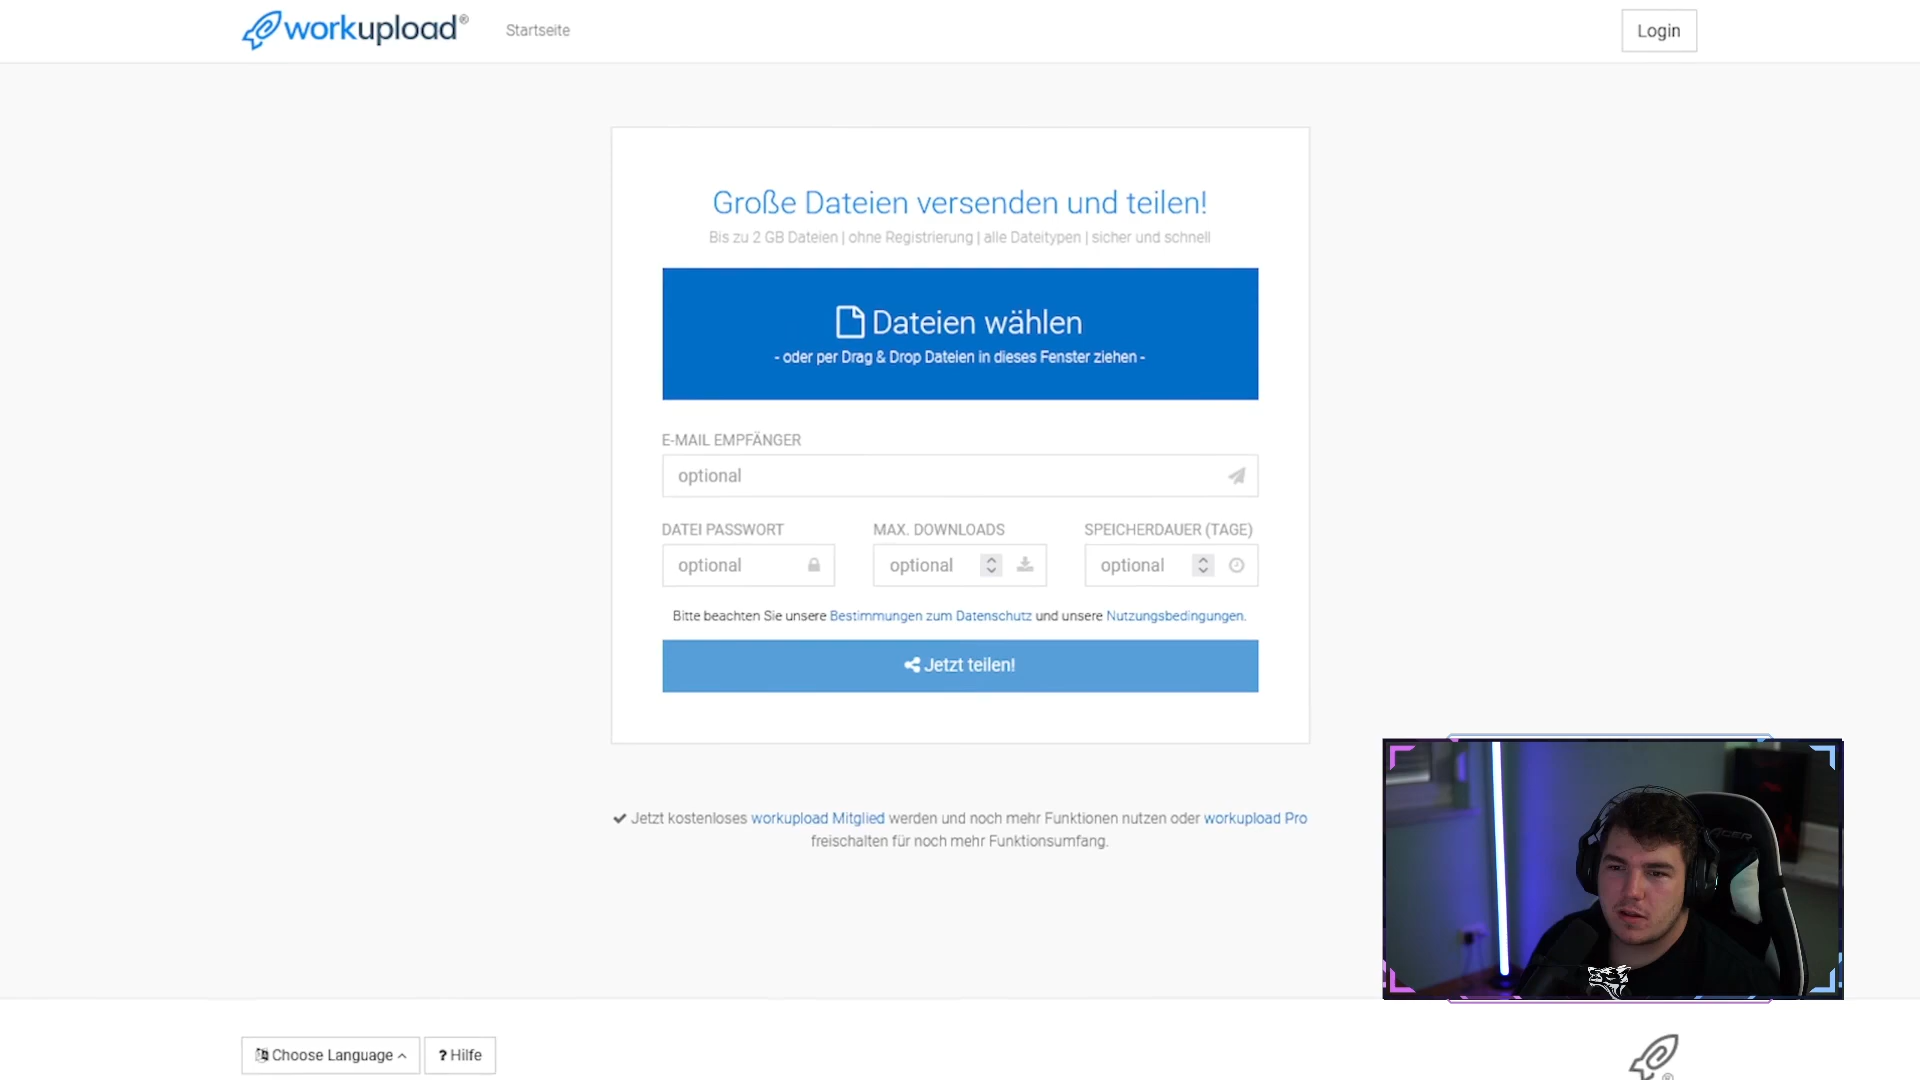 workupload®
Startseite
Login
Große Dateien versenden und teilen!
Bis zu 2 GB Dateien | ohne Registrierung | alle Dateitypen | sicher und schnell
Dateien wählen
- oder per Drag & Drop Dateien in dieses Fenster ziehen -
E-MAIL EMPFÄNGER
optional
DATEI PASSWORT
MAX. DOWNLOADS
SPEICHERDAUER (TAGE)
optional
optional
optional
Bitte beachten Sie unsere Bestimmungen zum Datenschutz und unsere Nutzungsbedingungen.
Jetzt teilen!
Jetzt kostenloses workupload Mitglied werden und noch mehr Funktionen nutzen oder workupload Pro
freischalten für noch mehr Funktionsumfang.
Choose Language
? Hilfe
®